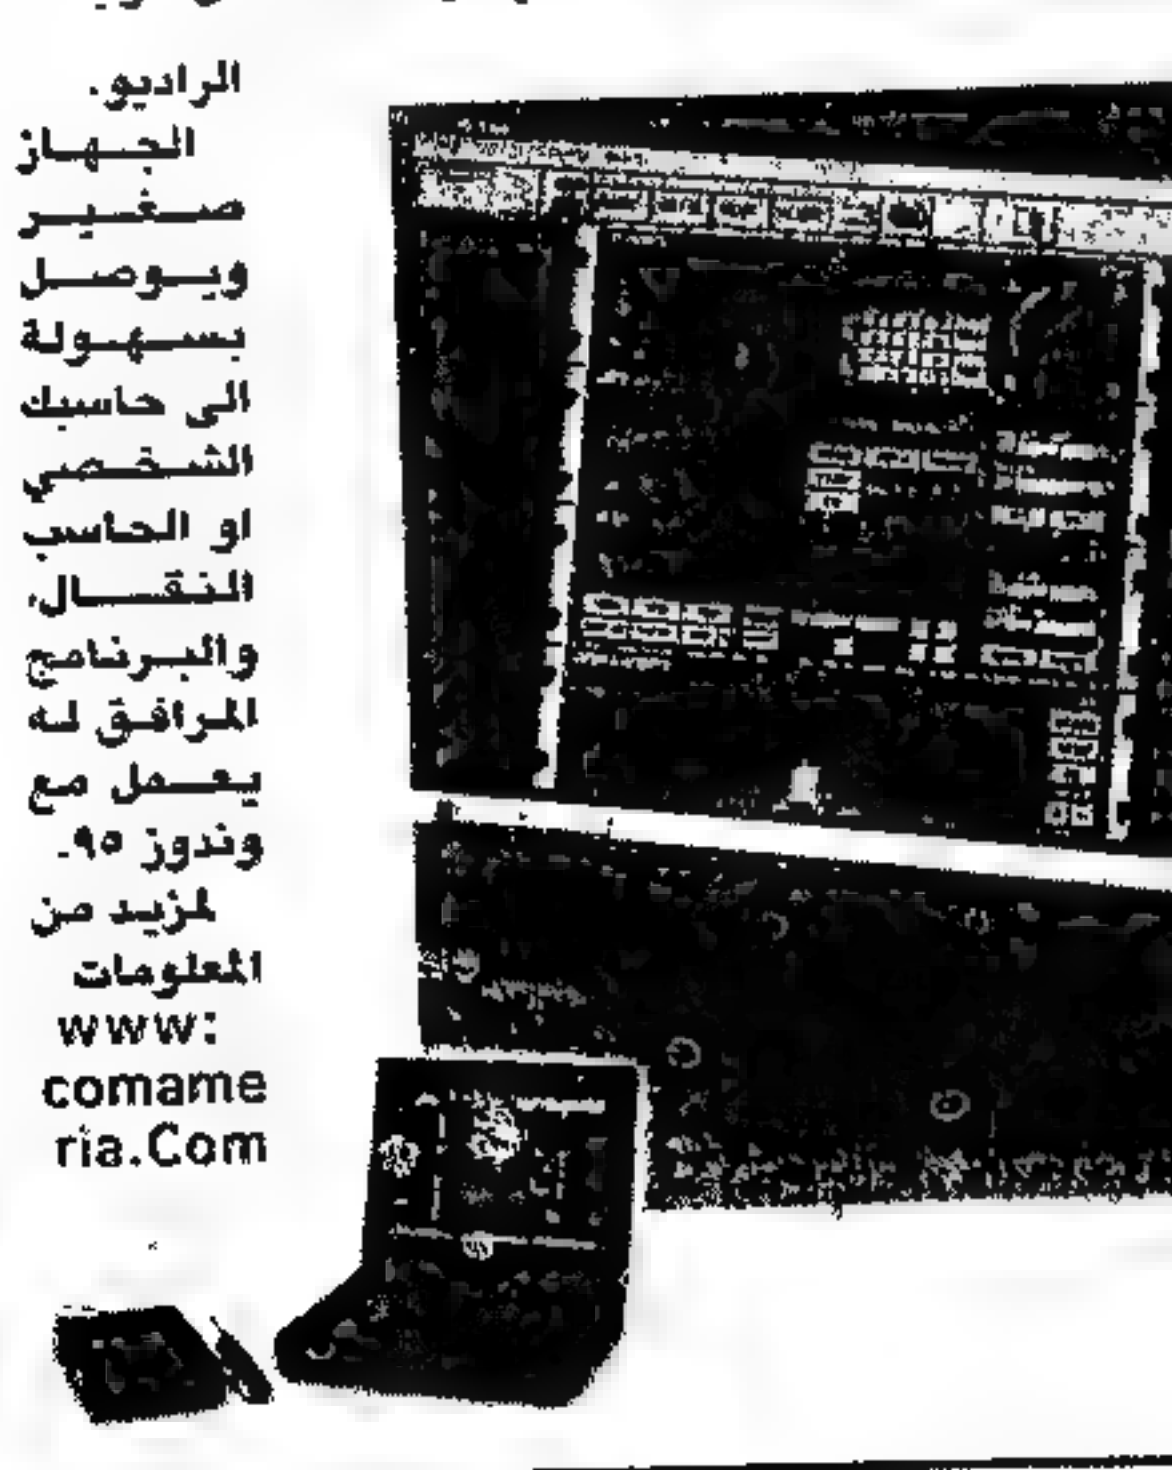 الراديو.
الجهاز
صغير
ويوصل
بسهولة
الى حاسبك
الشخصي
او الحاسب
النقال،
والبرنامج
المرافق له
يعمل مع
وندوز ٩٥.
لمزيد من
المعلومات
www:
comame
ria.Com